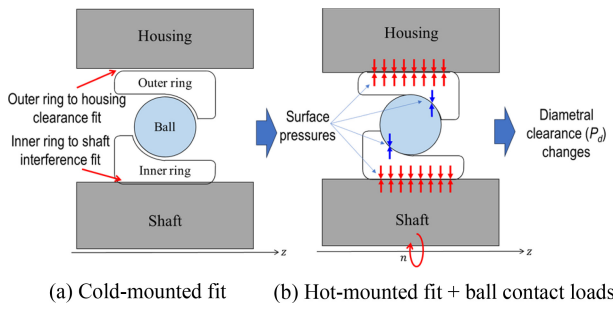 Housing
Outer ring
Outer ring to housing
clearance fit
Ball
Inner ring to shaft
interference fit
Inner ring
Shaft
z
(a) Cold-mounted fit
Housing
Surface
pressures
Shaft
n
z
Diametral
clearance (Pd)
changes
(b) Hot-mounted fit + ball contact loads